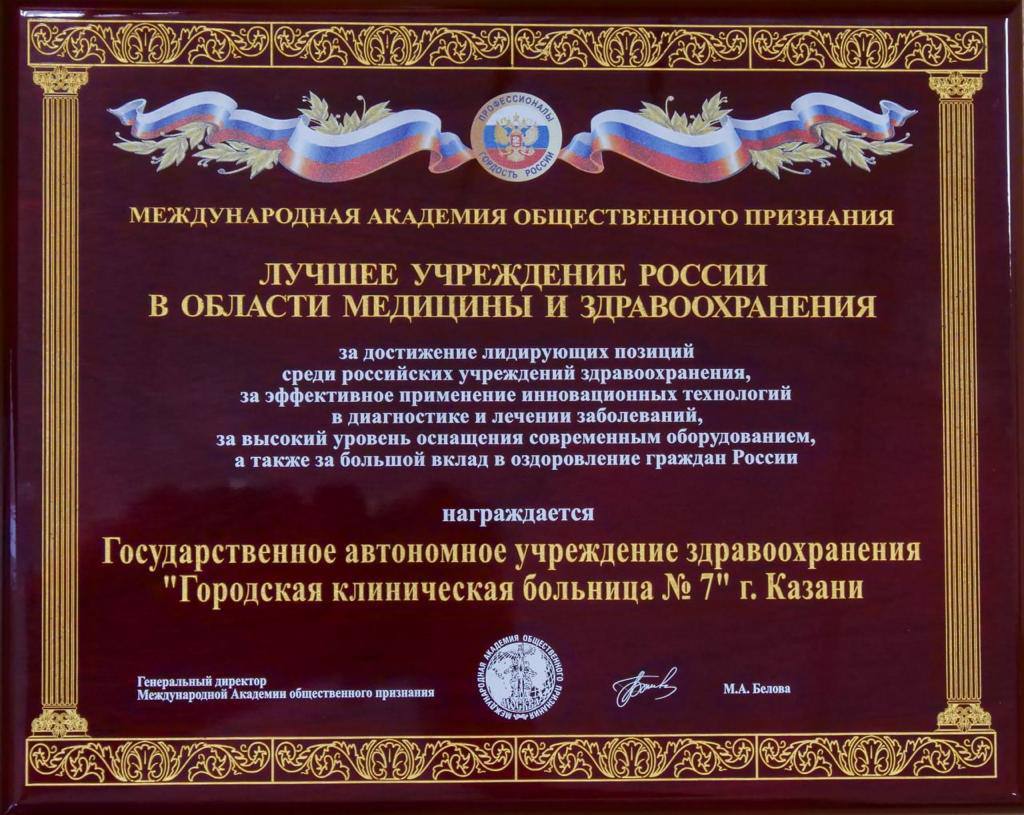 ПРОФЕССИОНАЛЫ
ГОРДОСТЬ РОССИИ
МЕЖДУНАРОДНАЯ АКАДЕМИЯ ОБЩЕСТВЕННОГО ПРИЗНАНИЯ
ЛУЧШЕЕ УЧРЕЖДЕНИЕ РОССИИ
В ОБЛАСТИ МЕДИЦИНЫ И ЗДРАВООХРАНЕНИЯ
за достижение лидирующих позиций
среди российских учреждений здравоохранения,
за эффективное применение инновационных технологий
в диагностике и лечении заболеваний,
за высокий уровень оснащения современным оборудованием,
а также за большой вклад в оздоровление граждан России
награждается
Государственное автономное учреждение здравоохранения
"Городская клиническая больница № 7" г. Казани
Генеральный директор
Международной Академии общественного признания
МЕЖДУНАРОДНАЯ АКАДЕМИЯ ОБЩЕСТВЕННОГО ПРИЗНАНИЯ
МОСКВА
М.А. Белова